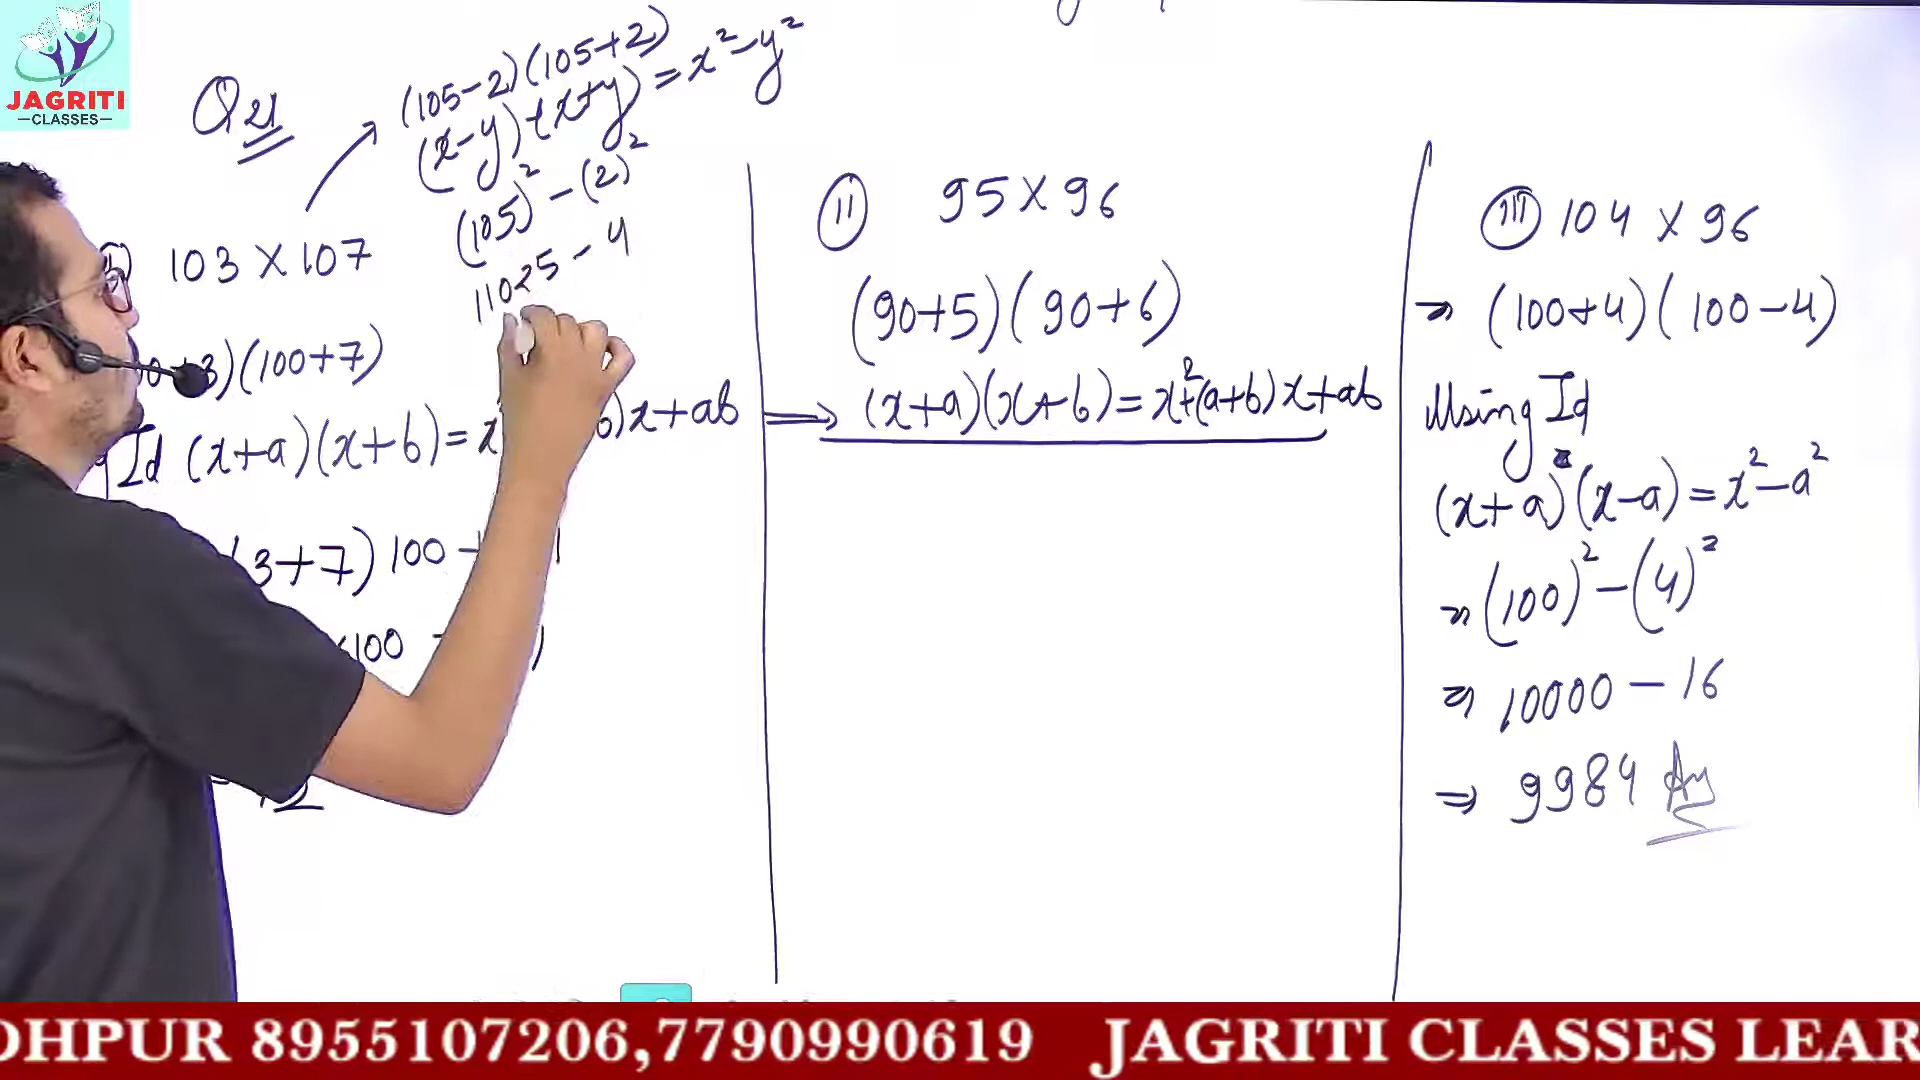 JAGRITI
CLASSES
Q 21
(105-2)(105+2)
(x-y)(x+y) = x²-y²
(105)² - (2)²
11025 - 4
103 X 107
3)(100+7)
Id (x+a)(x+b) = x
b)x+ab
(3+7) 100 +
100
12
(ii) 95 X 96
(90+5)(90+6)
⇒ (x+a)(x+b) = x²+(a+b)x+ab
(iii) 104 X 96
⇒ (100+4)(100-4)
Using Id
(x+a)(x-a) = x²-a²
⇒ (100)² - (4)²
⇒ 10000 - 16
⇒ 9984 Ans
DHPUR 8955107206,7790990619 JAGRITI CLASSES LEAR